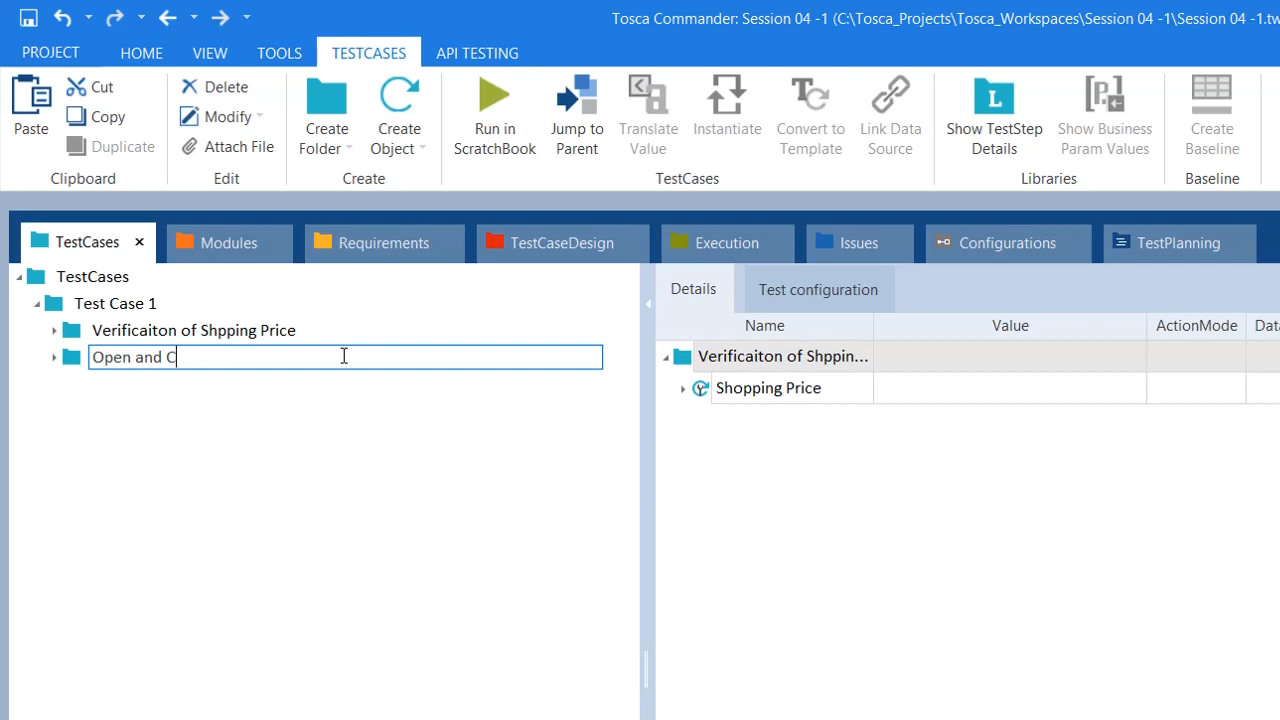 Tosca Commander: Session 04 -1 (C:\Tosca_Projects\Tosca_Workspaces\Session 04 -1\Session 04 -1.tw
PROJECT HOME VIEW TOOLS TESTCASES API TESTING
Paste
Cut
Copy
Duplicate
Clipboard
Delete
Modify
Attach File
Edit
Create Folder
Create Object
Create
Run in ScratchBook
Jump to Parent
Translate Value
Instantiate
Convert to Template
Link Data Source
TestCases
Show TestStep Details
Show Business Param Values
Libraries
Create Baseline
Baseline
TestCases Modules Requirements TestCaseDesign Execution Issues Configurations TestPlanning
TestCases
Test Case 1
Verificaiton of Shpping Price
Open and C
Details Test configuration
Name Value ActionMode Data
Verificaiton of Shppin...
Shopping Price